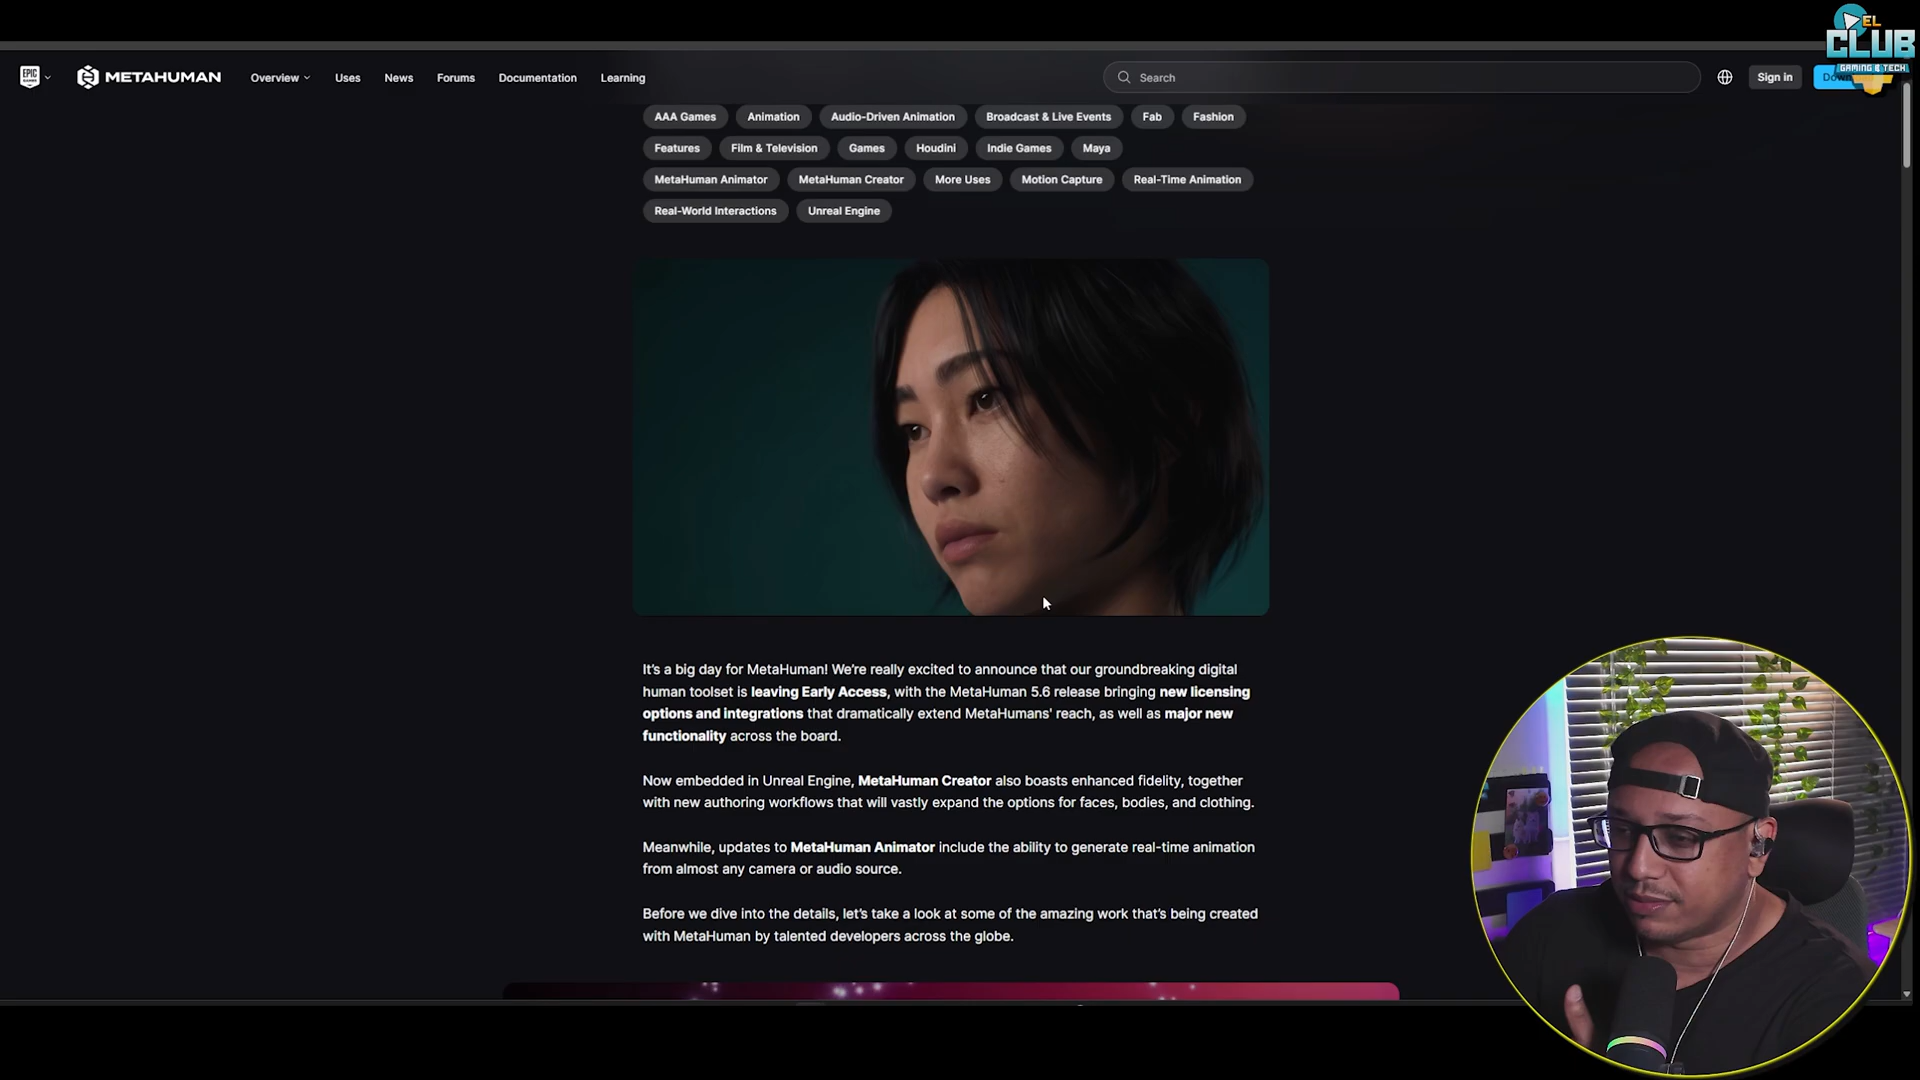 EL
CLUB
GAMING & TECH
EPIC
GAMES
METAHUMAN
Overview
Uses
News
Forums
Documentation
Learning
Search
Sign in
AAA Games
Animation
Audio-Driven Animation
Broadcast & Live Events
Fab
Fashion
Features
Film & Television
Games
Houdini
Indie Games
Maya
MetaHuman Animator
MetaHuman Creator
More Uses
Motion Capture
Real-Time Animation
Real-World Interactions
Unreal Engine
It's a big day for MetaHuman! We're really excited to announce that our groundbreaking digital
human toolset is leaving Early Access, with the MetaHuman 5.6 release bringing new licensing
options and integrations that dramatically extend MetaHumans' reach, as well as major new
functionality across the board.
Now embedded in Unreal Engine, MetaHuman Creator also boasts enhanced fidelity, together
with new authoring workflows that will vastly expand the options for faces, bodies, and clothing.
Meanwhile, updates to MetaHuman Animator include the ability to generate real-time animation
from almost any camera or audio source.
Before we dive into the details, let's take a look at some of the amazing work that's being created
with MetaHuman by talented developers across the globe.